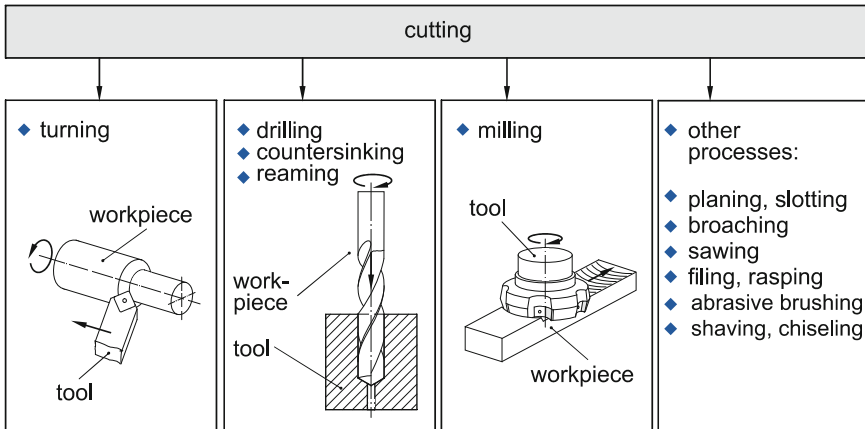 cutting
turning
workpiece
tool
drilling
countersinking
reaming
work-
piece
tool
milling
tool
workpiece
other
processes:
planing, slotting
broaching
sawing
filing, rasping
abrasive brushing
shaving, chiseling